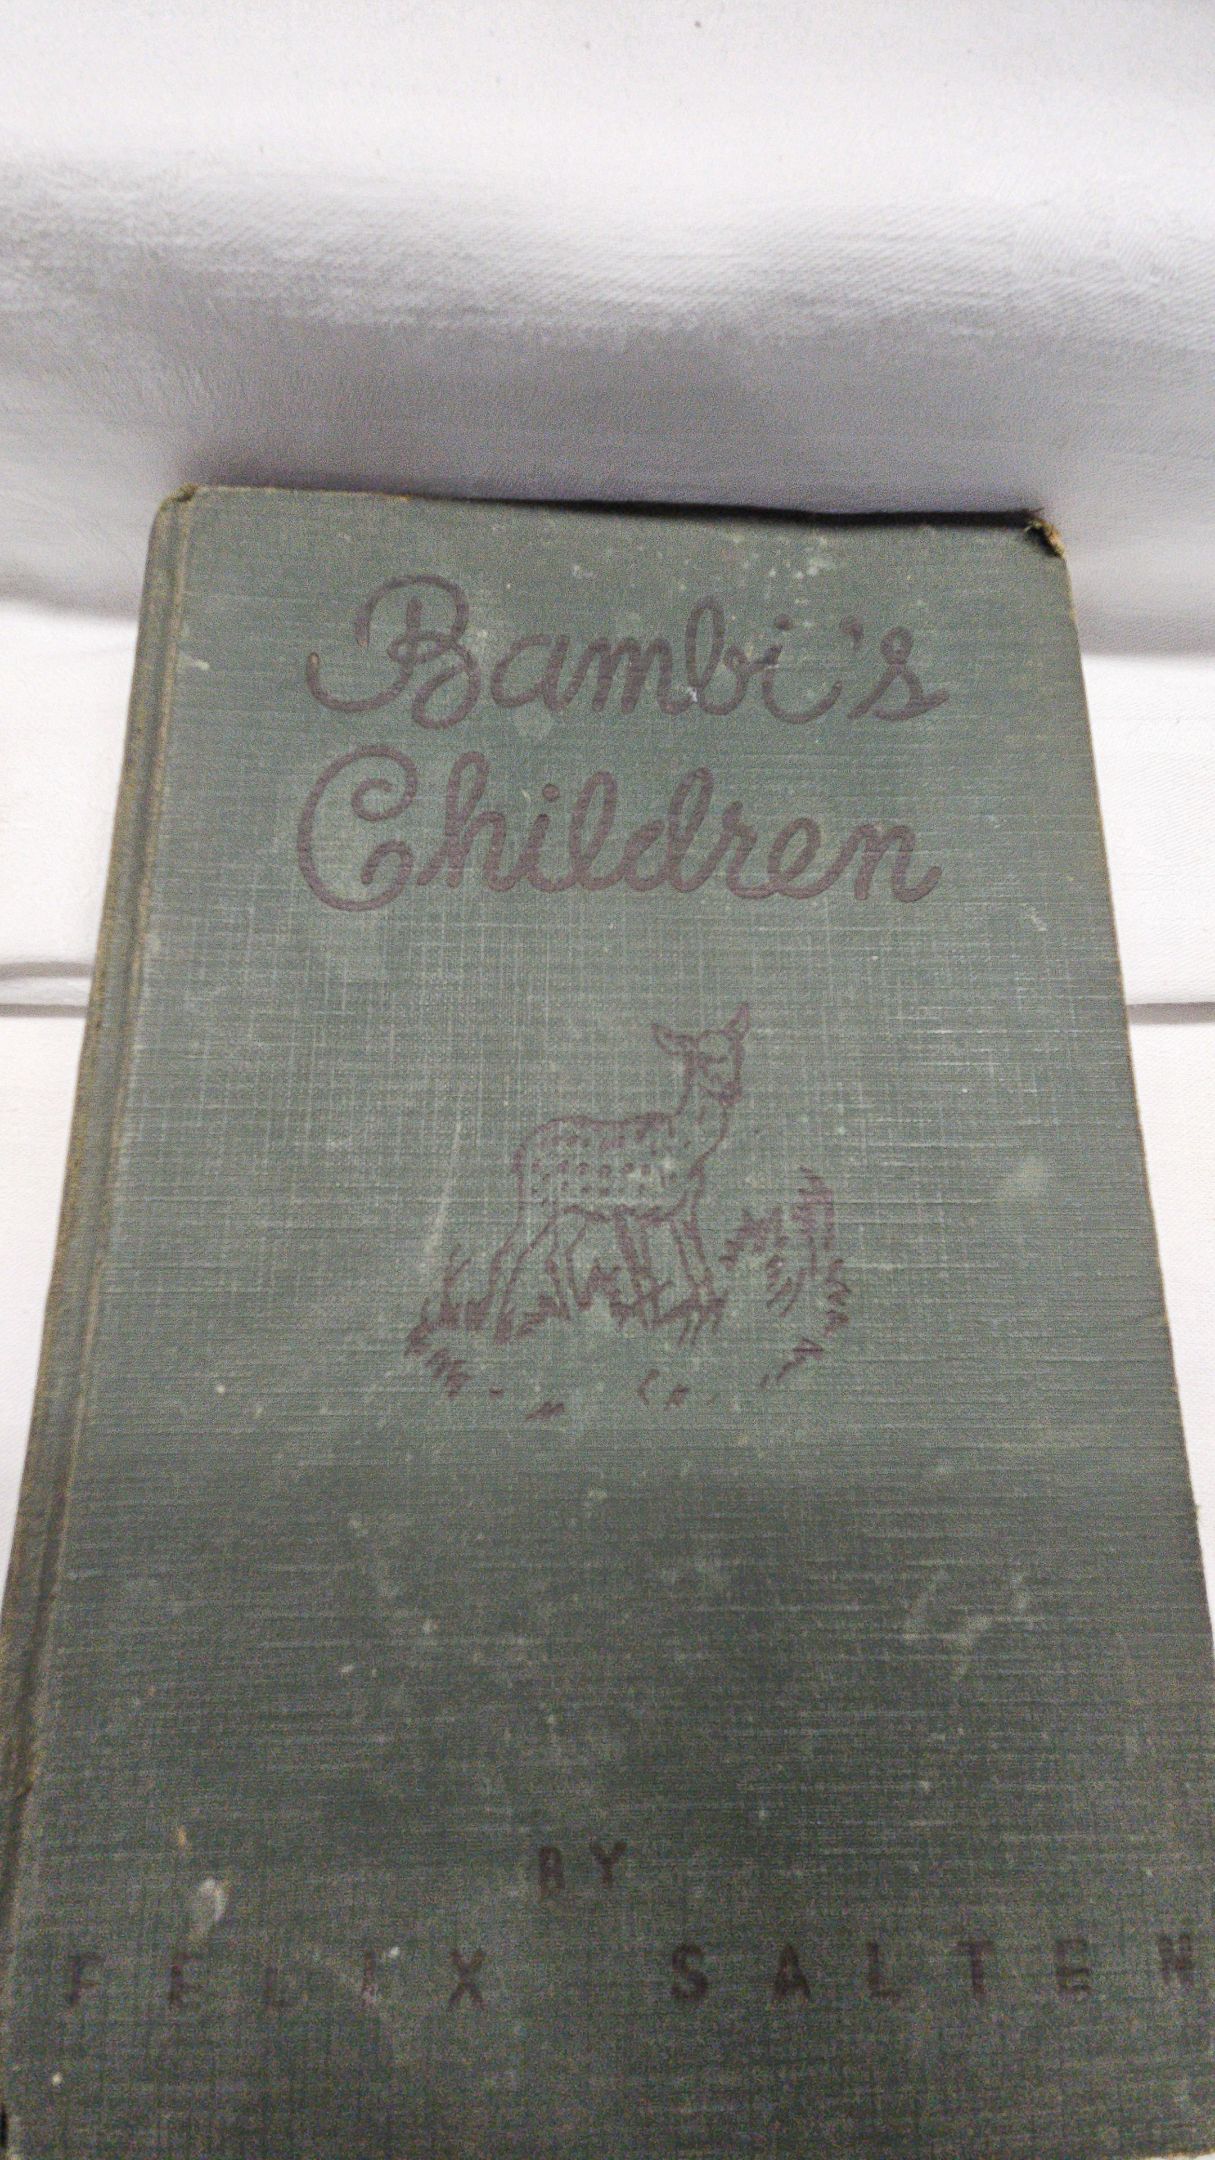 Bambi's
Children
BY
FELIX SALTEN